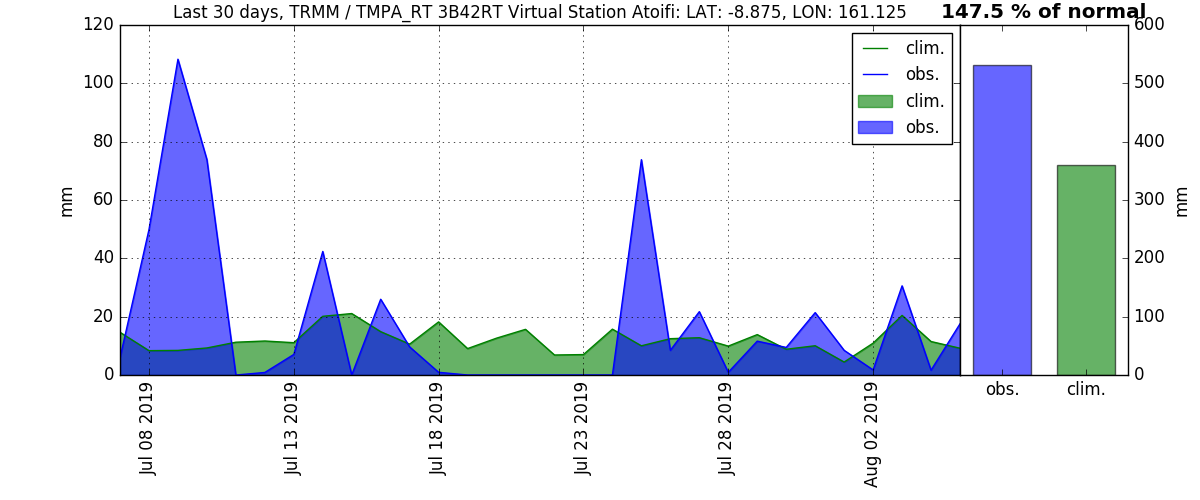 Last 30 days, TRMM / TMPA_RT 3B42RT Virtual Station Atoifi: LAT: -8.875, LON: 161.125
147.5 % of normal
120
100
80
60
40
20
0
mm
clim.
obs.
clim.
obs.
600
500
400
300
200
100
0
mm
Jul 08 2019
Jul 13 2019
Jul 18 2019
Jul 23 2019
Jul 28 2019
Aug 02 2019
obs.
clim.